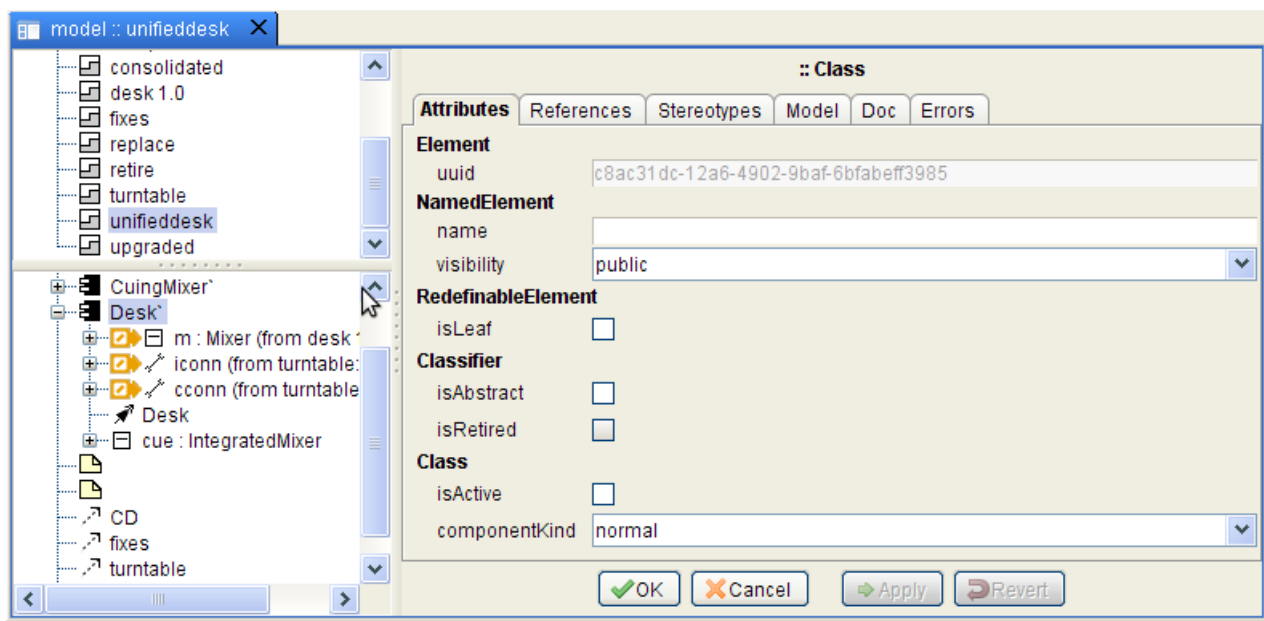 model :: unifieddesk
consolidated
desk 1.0
fixes
replace
retire
turntable
unifieddesk
upgraded
CuingMixer`
Desk`
m : Mixer (from desk
iconn (from turntable:
cconn (from turntable
Desk
cue : IntegratedMixer
CD
fixes
turntable
:: Class
Attributes References Stereotypes Model Doc Errors
Element
uuid c8ac31dc-12a6-4902-9baf-6bfabeff3985
NamedElement
name
visibility public
RedefinableElement
isLeaf
Classifier
isAbstract
isRetired
Class
isActive
componentKind normal
OK Cancel Apply Revert